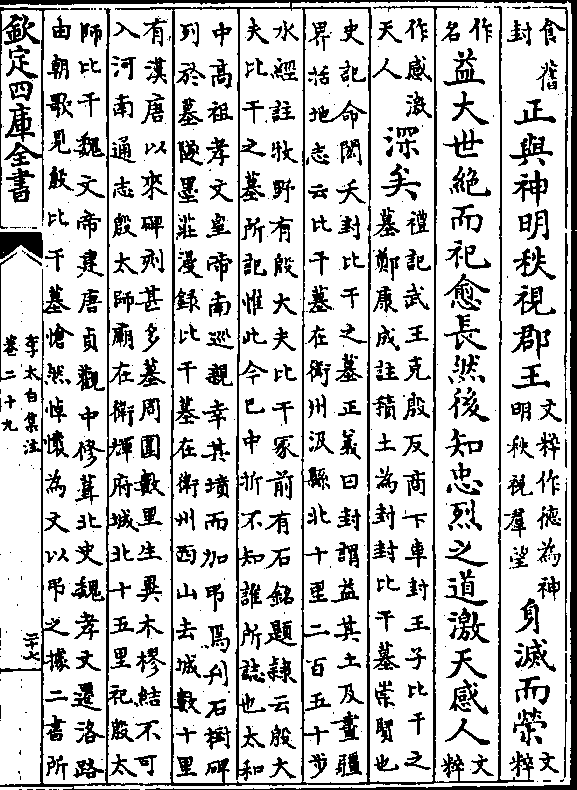 食舊
封
正與神明秩視郡王
文粹作德為神
明秩視羣望
身滅而榮
文
粹
作
名
益大世絶而祀愈長然後知忠烈之道激天感人
文
粹
作感激
天人
深矣
禮記武王克殷反商下車封王子比干之
墓鄭康成註積土為封封比干墓崇賢也
史記命閎夭封比干之墓正義曰封謂益其土及畫疆
界括地志云比干墓在衛州汲縣北十里二百五十步
水經註牧野有殷大夫比干冢前有石銘題隷云殷大
夫比干之墓所記惟此今已中折不知誰所誌也太和
中高祖孝文皇帝南巡親幸其墳而加弔焉刋石樹碑
列於墓隧墨莊漫錄比干墓在衛州西山去城數十里
有漢唐以來碑刻甚多墓周圍數里生異木樛結不可
入河南通志殷太師廟在衛輝府城北十五里祀殷太
師比干魏文帝建唐貞觀中修葺北史魏孝文遷洛路
由朝歌見殷比干墓愴然悼懷為文以弔之據二書所
欽定四庫全書
李太白集注
卷二十九